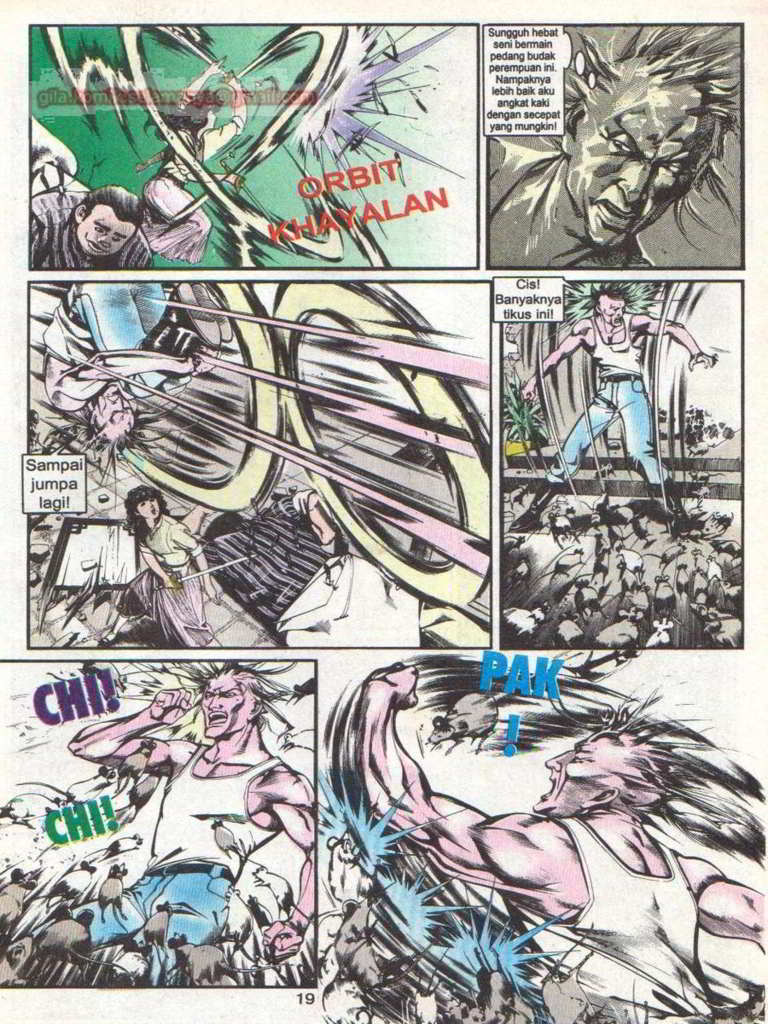 ORBIT
KHAYALAN
Sungguh hebat
seni bermain
pedang budak
perempuan ini.
Nampaknya
lebih baik aku
angkat kaki
dengan secepat
yang mungkin!
Sampai
jumpa
lagi!
Cis!
Banyaknya
tikus ini!
CHI!
CHI!
PAK
!
19